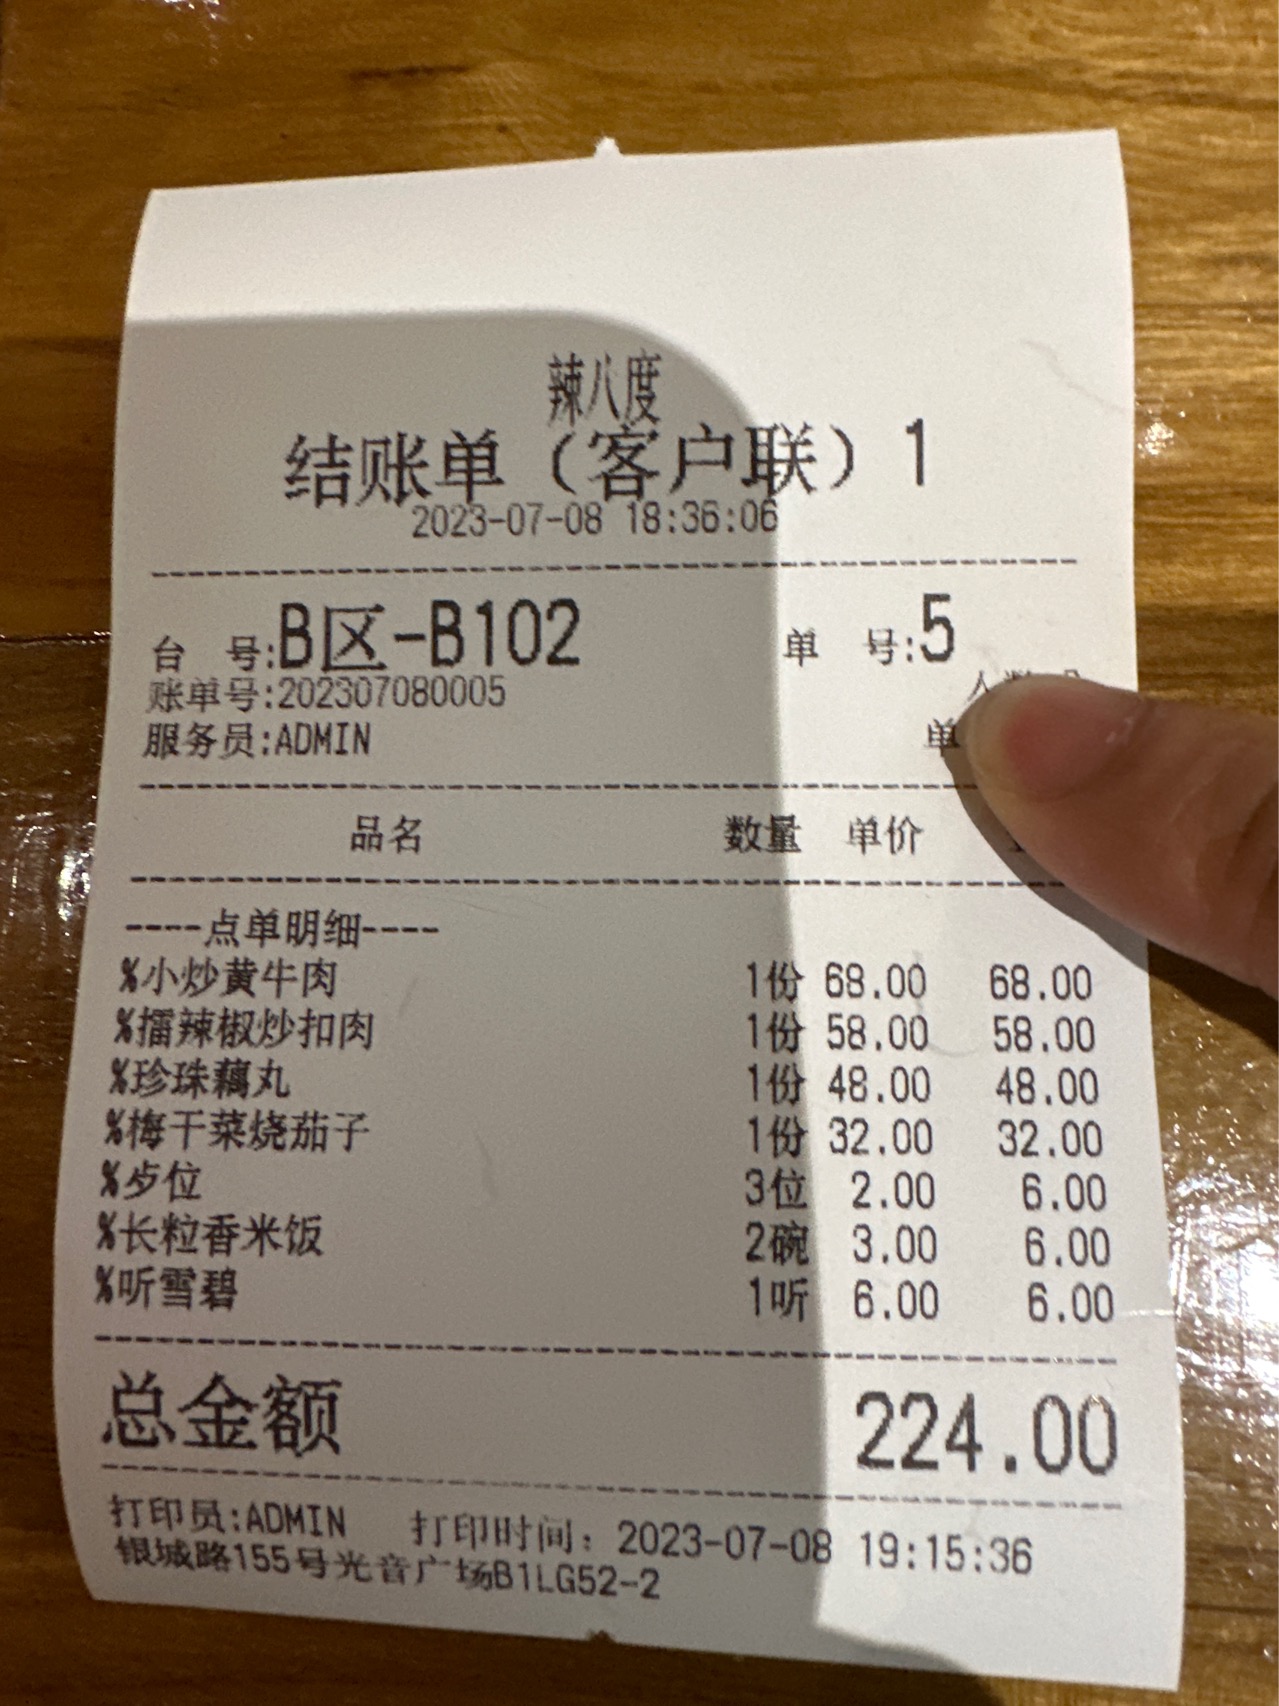 辣八度
结账单（客户联）1
2023-07-08 18:36:06
台 号:B区-B102 单 号:5
账单号:202307080005
服务员:ADMIN 单
品名 数量 单价
----点单明细----
%小炒黄牛肉 1份 68.00 68.00
%擂辣椒炒扣肉 1份 58.00 58.00
%珍珠藕丸 1份 48.00 48.00
%梅干菜烧茄子 1份 32.00 32.00
%歺位 3位 2.00 6.00
%长粒香米饭 2碗 3.00 6.00
%听雪碧 1听 6.00 6.00
总金额 224.00
打印员:ADMIN 打印时间：2023-07-08 19:15:36
银城路155号光音广场B1LG52-2